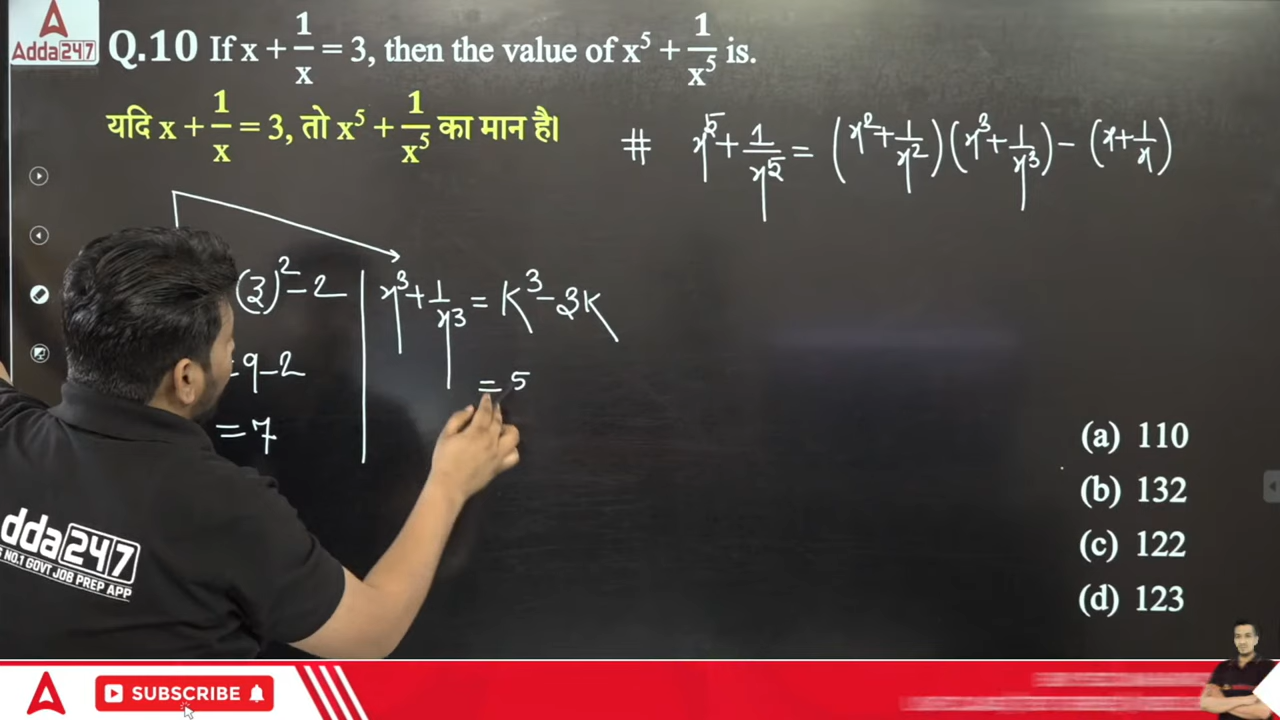 Adda247
Q.10 If x + 1/x = 3, then the value of x⁵ + 1/x⁵ is.
यदि x + 1/x = 3, तो x⁵ + 1/x⁵ का मान है।
# x⁵ + 1/x⁵ = (x² + 1/x²)(x³ + 1/x³) - (x + 1/x)
(3)² - 2
= 9 - 2
= 7
x³ + 1/x³ = K³ - 3K
= 5
(a) 110
(b) 132
(c) 122
(d) 123
dda247
NO.1 GOVT JOB PREP APP
SUBSCRIBE